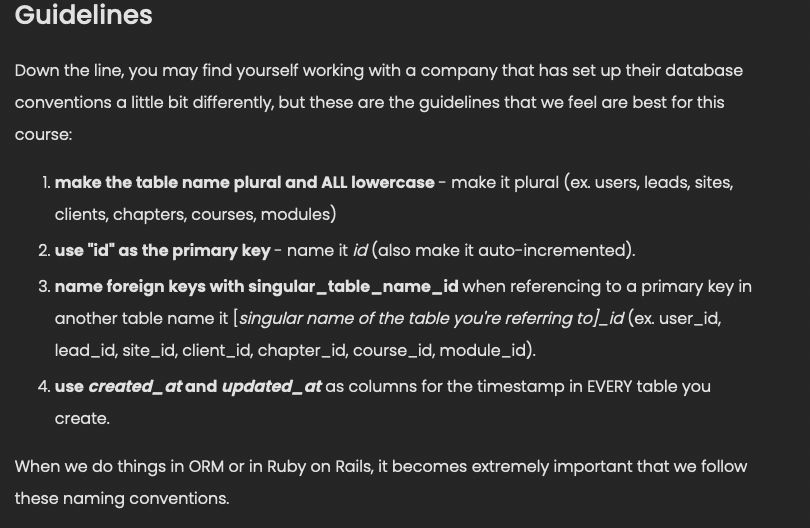 Guidelines
Down the line, you may find yourself working with a company that has set up their database
conventions a little bit differently, but these are the guidelines that we feel are best for this
course:
1. make the table name plural and ALL lowercase - make it plural (ex. users, leads, sites,
clients, chapters, courses, modules)
2. use "id" as the primary key - name it id (also make it auto-incremented).
3. name foreign keys with singular_table_name_id when referencing to a primary key in
another table name it [singular name of the table you're referring to]_id (ex. user_id,
lead_id, site_id, client_id, chapter_id, course_id, module_id).
4. use created_at and updated_at as columns for the timestamp in EVERY table you
create.
When we do things in ORM or in Ruby on Rails, it becomes extremely important that we follow
these naming conventions.